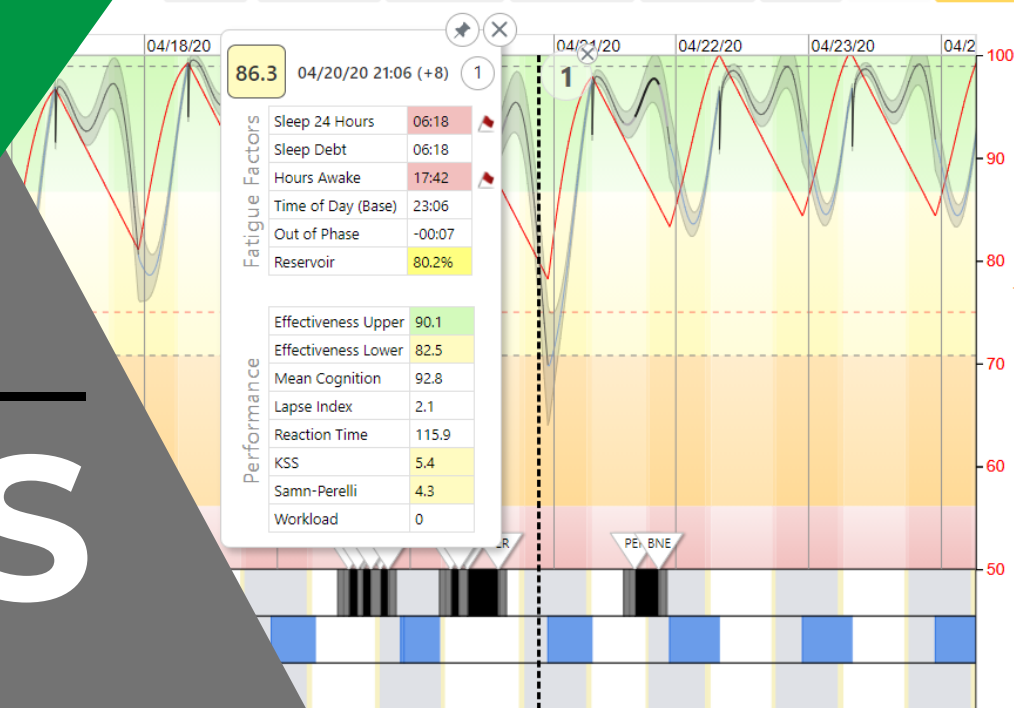 04/18/20
04/21/20
04/22/20
04/23/20
04/2
86.3
04/20/20 21:06 (+8)
1
1
Fatigue Factors
Sleep 24 Hours 06:18
Sleep Debt 06:18
Hours Awake 17:42
Time of Day (Base) 23:06
Out of Phase -00:07
Reservoir 80.2%
Performance
Effectiveness Upper 90.1
Effectiveness Lower 82.5
Mean Cognition 92.8
Lapse Index 2.1
Reaction Time 115.9
KSS 5.4
Samn-Perelli 4.3
Workload 0
100
90
80
70
60
50
ER
PE
BNE
S